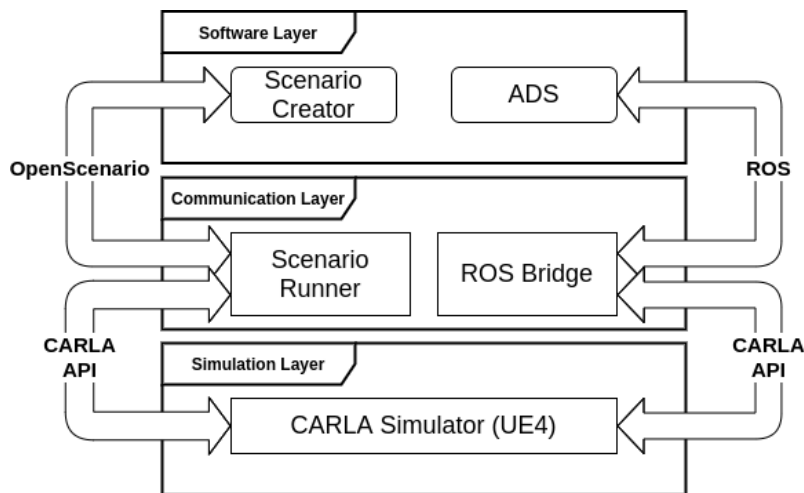 Software Layer
Scenario
Creator
ADS
OpenScenario
ROS
Communication Layer
Scenario
Runner
ROS Bridge
CARLA
API
CARLA
API
Simulation Layer
CARLA Simulator (UE4)